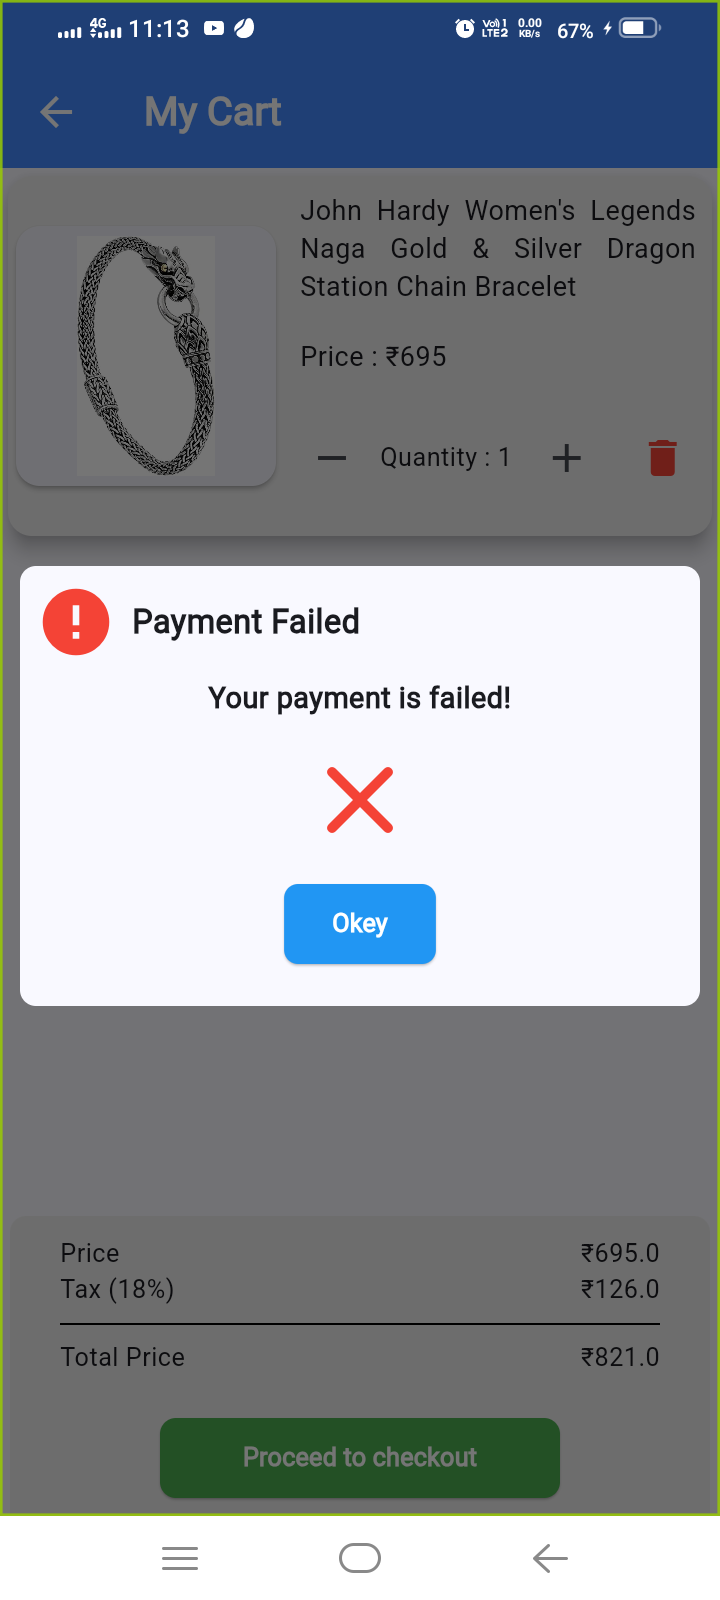 4G 11:13 Vo)) 1 LTE2 0.00 KB/s 67%
My Cart
John Hardy Women's Legends
Naga Gold & Silver Dragon
Station Chain Bracelet
Price : ₹695
Quantity : 1
Payment Failed
Your payment is failed!
Okey
Price ₹695.0
Tax (18%) ₹126.0
Total Price ₹821.0
Proceed to checkout